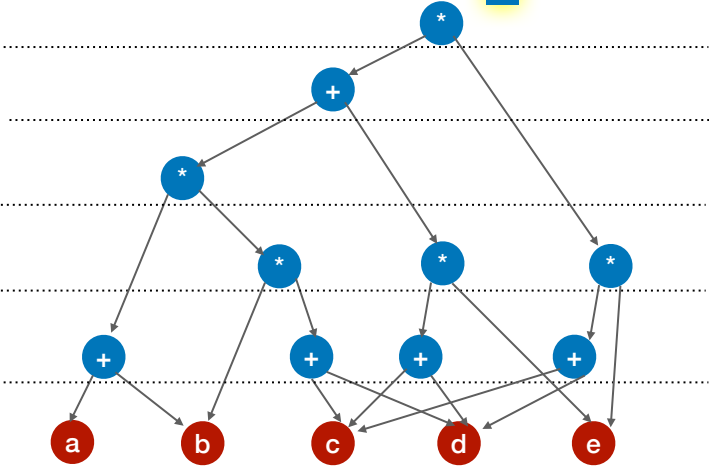 *
+
*
* * *
+ + + +
a b c d e